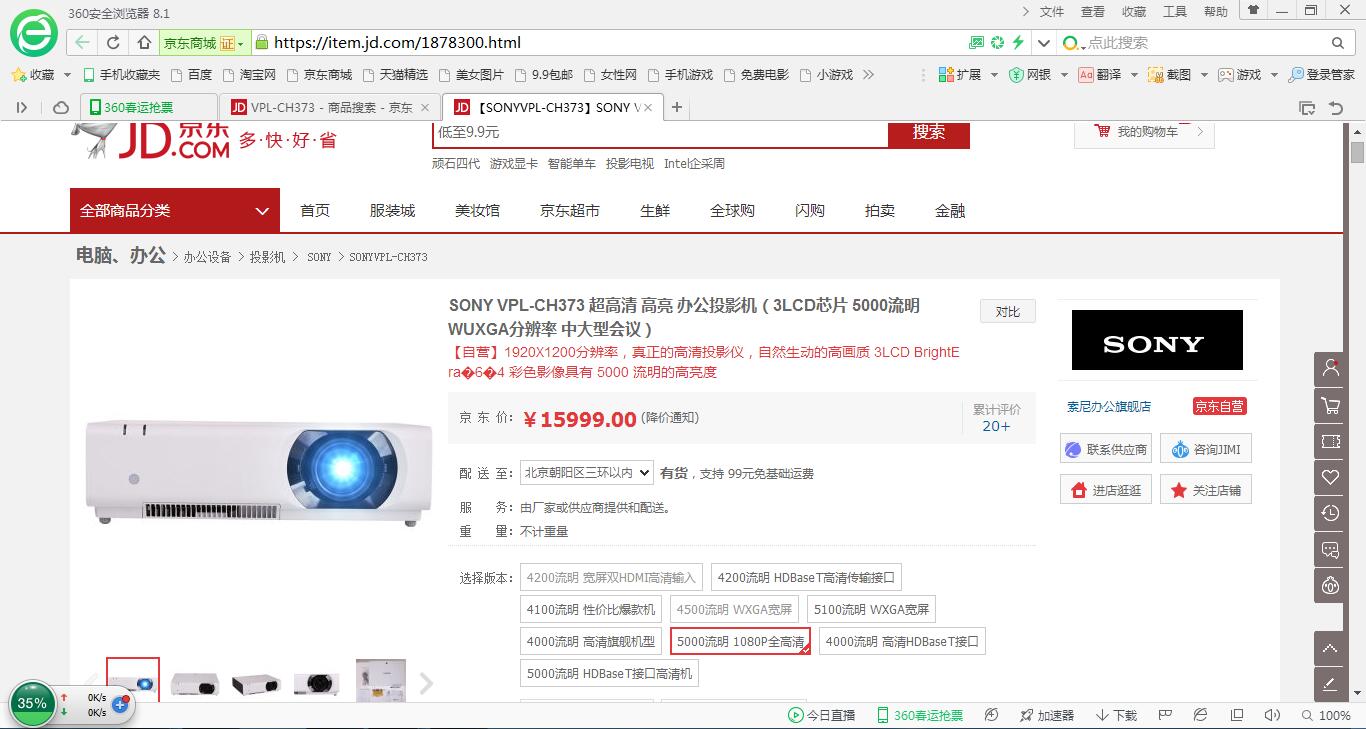 360安全浏览器 8.1
文件 查看 收藏 工具 帮助
京东商城 证 https://item.jd.com/1878300.html 点此搜索
收藏 手机收藏夹 百度 淘宝网 京东商城 天猫精选 美女图片 9.9包邮 女性网 手机游戏 免费电影 小游戏 扩展 网银 Aa 翻译 截图 游戏 登录管家
360春运抢票 JD VPL-CH373 - 商品搜索 - 京东 JD 【SONYVPL-CH373】SONY V
京东
JD.COM 多·快·好·省 低至9.9元 搜索 我的购物车
顽石四代 游戏显卡 智能单车 投影电视 Intel企采周
全部商品分类 首页 服装城 美妆馆 京东超市 生鲜 全球购 闪购 拍卖 金融
电脑、办公 > 办公设备 > 投影机 > SONY > SONYVPL-CH373
SONY VPL-CH373 超高清 高亮 办公投影机（3LCD芯片 5000流明
WUXGA分辨率 中大型会议）
对比
【自营】1920X1200分辨率，真正的高清投影仪，自然生动的高画质 3LCD BrightE
ra�6�4 彩色影像具有 5000 流明的高亮度
SONY
京 东 价： ￥15999.00 (降价通知) 累计评价
20+
索尼办公旗舰店 京东自营
联系供应商 咨询JIMI
进店逛逛 关注店铺
配 送 至： 北京朝阳区三环以内 有货，支持 99元免基础运费
服 务： 由厂家或供应商提供和配送。
重 量： 不计重量
选择版本： 4200流明 宽屏双HDMI高清输入 4200流明 HDBaseT高清传输接口
4100流明 性价比爆款机 4500流明 WXGA宽屏 5100流明 WXGA宽屏
4000流明 高清旗舰机型 5000流明 1080P全高清 4000流明 高清HDBaseT接口
5000流明 HDBaseT接口高清机
35% 0K/s
0K/s
今日直播 360春运抢票 加速器 下载 100%